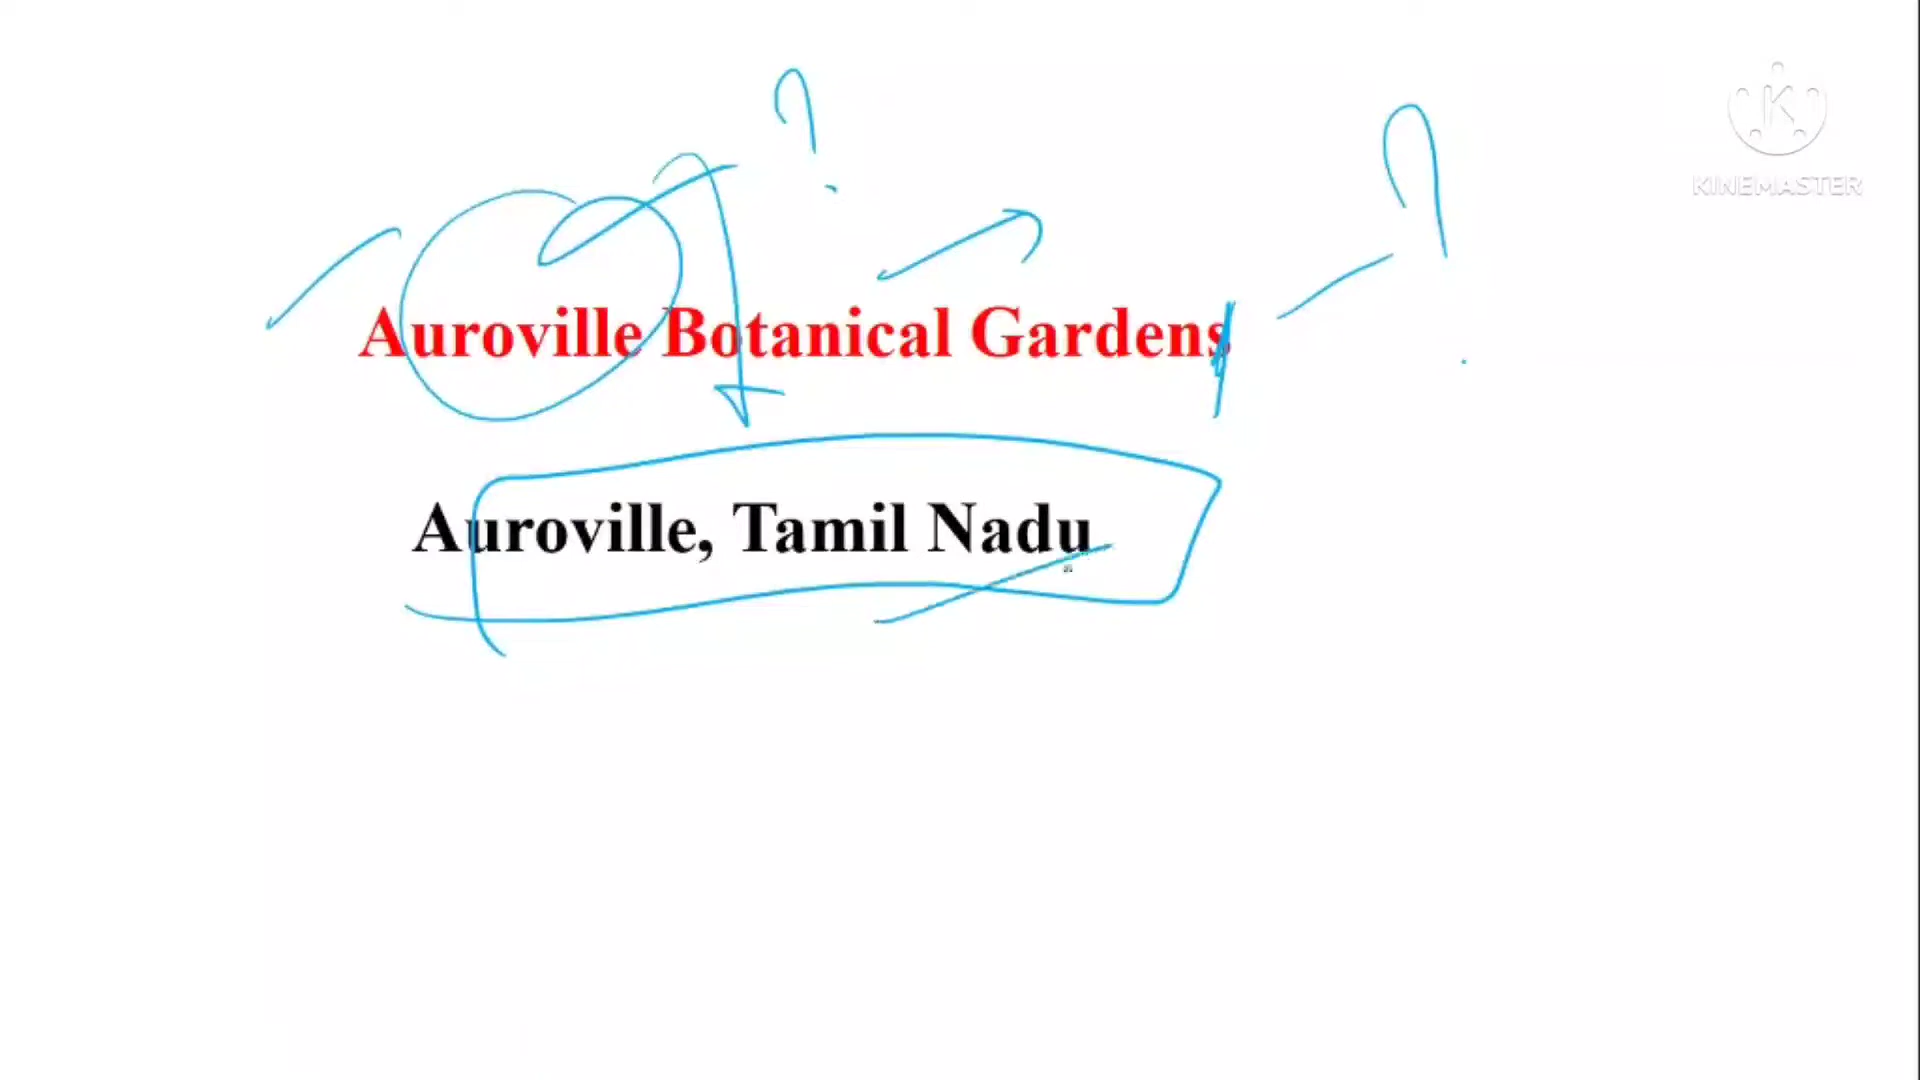 ?
?
KINEMASTER
Auroville Botanical Gardens
Auroville, Tamil Nadu